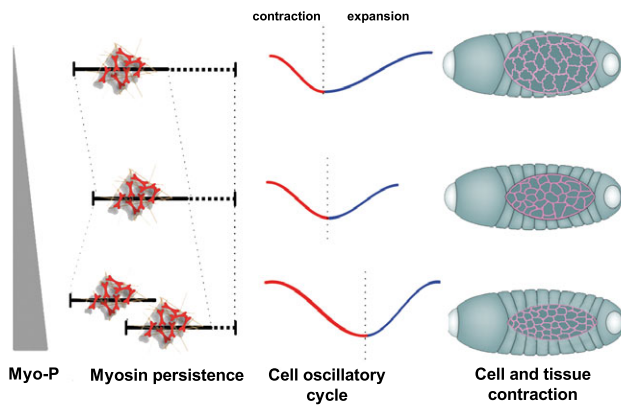 contraction expansion
Myo-P
Myosin persistence
Cell oscillatory
cycle
Cell and tissue
contraction